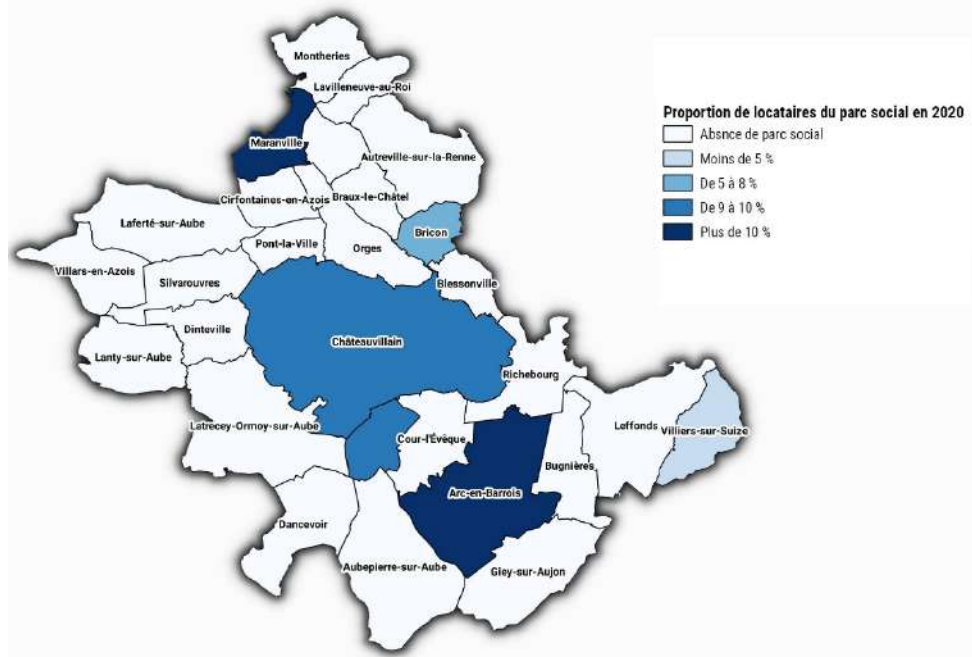 Montheries
Lavilleneuve-au-Roi
Proportion de locataires du parc social en 2020
Absnce de parc social
Moins de 5 %
De 5 à 8 %
De 9 à 10 %
Plus de 10 %
Maranville
Autreville-sur-la-Renne
Cirfontaines-en-Azois
Braux-le-Châtel
Laferté-sur-Aube
Bricon
Pont-la-Ville
Orges
Villars-en-Azois
Silvarouvres
Blessonville
Dinteville
Châteauvillain
Lanty-sur-Aube
Richebourg
Latrecey-Ormoy-sur-Aube
Leffonds
Villiers-sur-Suize
Cour-l'Évêque
Bugnières
Arc-en-Barrois
Dancevoir
Aubepierre-sur-Aube
Giey-sur-Aujon